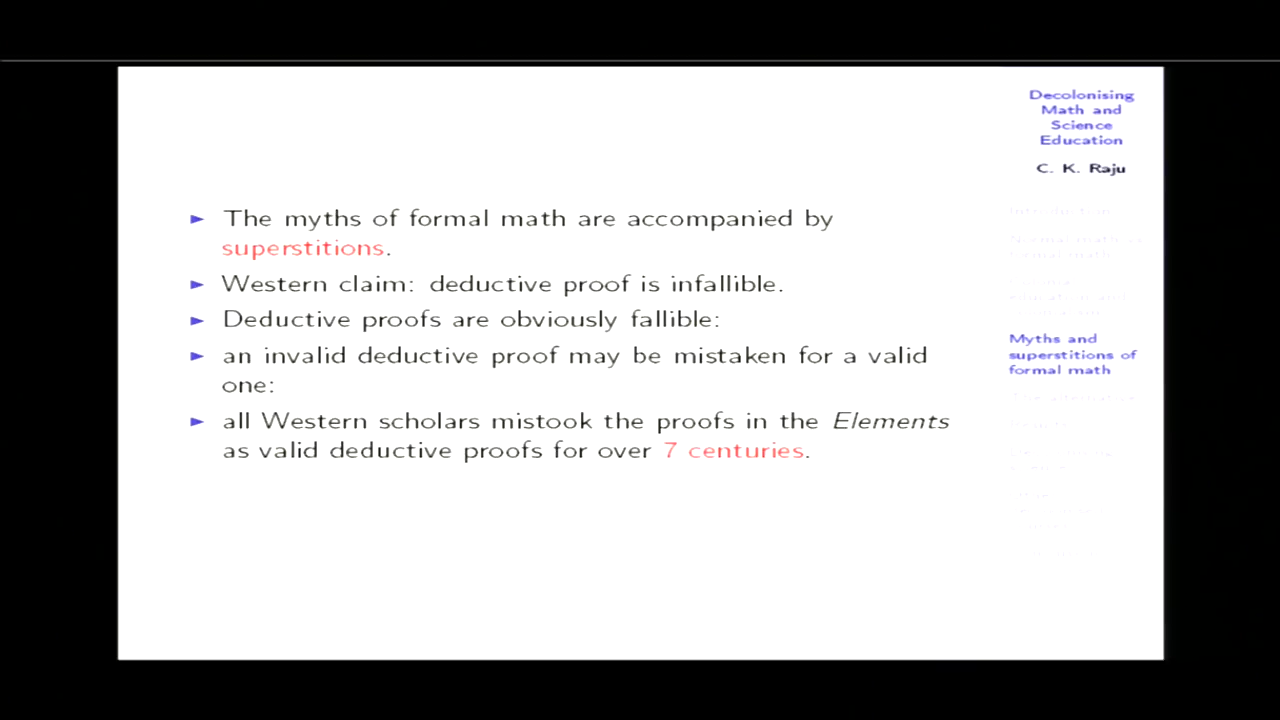 Decolonising
Math and
Science
Education
C. K. Raju
► The myths of formal math are accompanied by
superstitions.
► Western claim: deductive proof is infallible.
► Deductive proofs are obviously fallible:
► an invalid deductive proof may be mistaken for a valid
one:
► all Western scholars mistook the proofs in the Elements
as valid deductive proofs for over 7 centuries.
Introduction
Myths and
superstitions of
formal math